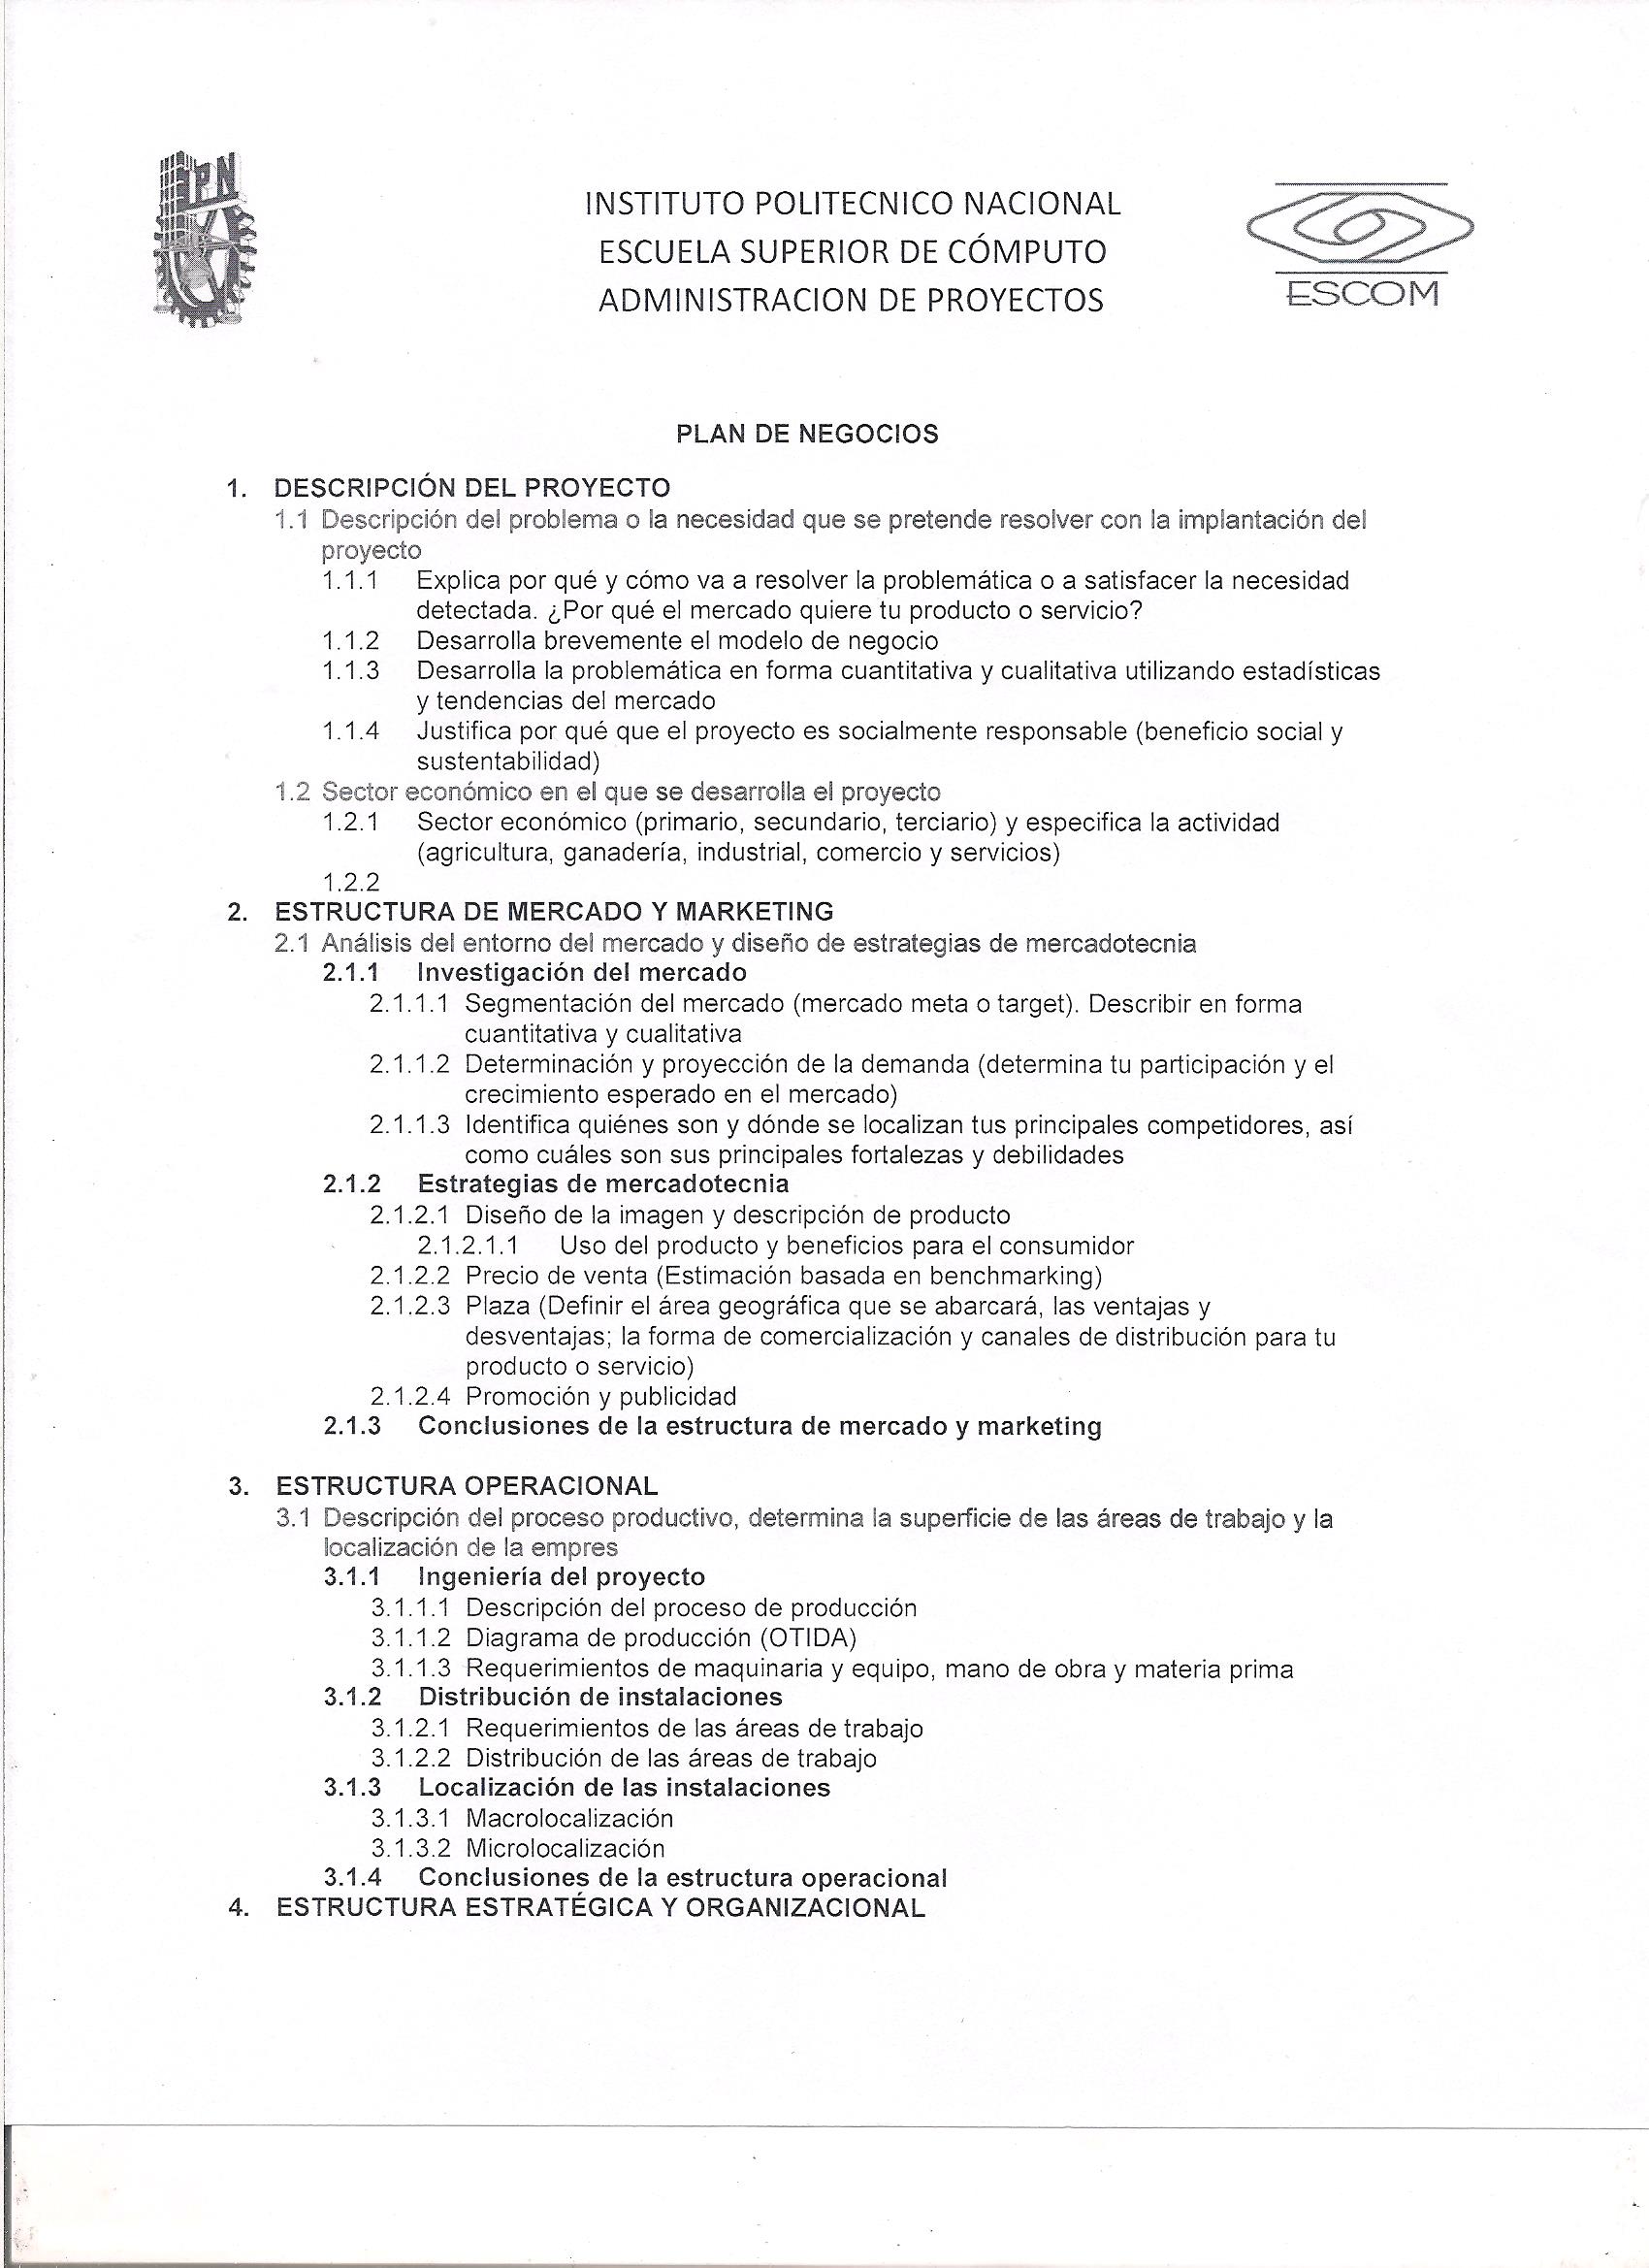 IPN
INSTITUTO POLITECNICO NACIONAL
ESCUELA SUPERIOR DE CÓMPUTO
ADMINISTRACION DE PROYECTOS
ESCOM
PLAN DE NEGOCIOS
1. DESCRIPCIÓN DEL PROYECTO
1.1 Descripción del problema o la necesidad que se pretende resolver con la implantación del
proyecto
1.1.1 Explica por qué y cómo va a resolver la problemática o a satisfacer la necesidad
detectada. ¿Por qué el mercado quiere tu producto o servicio?
1.1.2 Desarrolla brevemente el modelo de negocio
1.1.3 Desarrolla la problemática en forma cuantitativa y cualitativa utilizando estadísticas
y tendencias del mercado
1.1.4 Justifica por qué que el proyecto es socialmente responsable (beneficio social y
sustentabilidad)
1.2 Sector económico en el que se desarrolla el proyecto
1.2.1 Sector económico (primario, secundario, terciario) y especifica la actividad
(agricultura, ganadería, industrial, comercio y servicios)
1.2.2
2. ESTRUCTURA DE MERCADO Y MARKETING
2.1 Análisis del entorno del mercado y diseño de estrategias de mercadotecnia
2.1.1 Investigación del mercado
2.1.1.1 Segmentación del mercado (mercado meta o target). Describir en forma
cuantitativa y cualitativa
2.1.1.2 Determinación y proyección de la demanda (determina tu participación y el
crecimiento esperado en el mercado)
2.1.1.3 Identifica quiénes son y dónde se localizan tus principales competidores, así
como cuáles son sus principales fortalezas y debilidades
2.1.2 Estrategias de mercadotecnia
2.1.2.1 Diseño de la imagen y descripción de producto
2.1.2.1.1 Uso del producto y beneficios para el consumidor
2.1.2.2 Precio de venta (Estimación basada en benchmarking)
2.1.2.3 Plaza (Definir el área geográfica que se abarcará, las ventajas y
desventajas; la forma de comercialización y canales de distribución para tu
producto o servicio)
2.1.2.4 Promoción y publicidad
2.1.3 Conclusiones de la estructura de mercado y marketing
3. ESTRUCTURA OPERACIONAL
3.1 Descripción del proceso productivo, determina la superficie de las áreas de trabajo y la
localización de la empres
3.1.1 Ingeniería del proyecto
3.1.1.1 Descripción del proceso de producción
3.1.1.2 Diagrama de producción (OTIDA)
3.1.1.3 Requerimientos de maquinaria y equipo, mano de obra y materia prima
3.1.2 Distribución de instalaciones
3.1.2.1 Requerimientos de las áreas de trabajo
3.1.2.2 Distribución de las áreas de trabajo
3.1.3 Localización de las instalaciones
3.1.3.1 Macrolocalización
3.1.3.2 Microlocalización
3.1.4 Conclusiones de la estructura operacional
4. ESTRUCTURA ESTRATÉGICA Y ORGANIZACIONAL